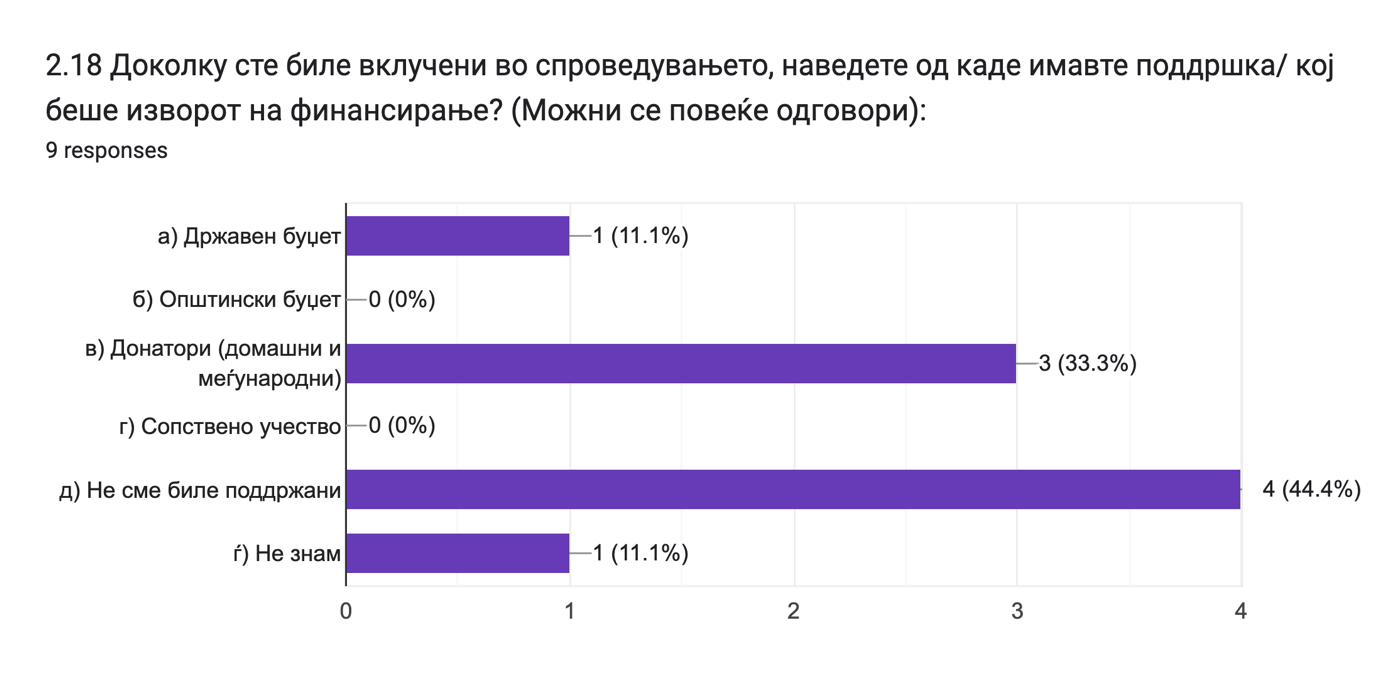 2.18 Доколку сте биле вклучени во спроведувањето, наведете од каде имавте поддршка/ кој
беше изворот на финансирање? (Можни се повеќе одговори):
9 responses
а) Државен буџет
1 (11.1%)
б) Општински буџет
0 (0%)
в) Донатори (домашни и
меѓународни)
3 (33.3%)
г) Сопствено учество
0 (0%)
д) Не сме биле поддржани
4 (44.4%)
ѓ) Не знам
1 (11.1%)
0 1 2 3 4